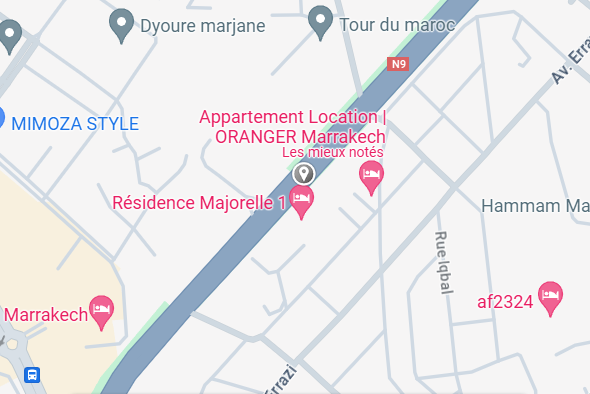 Dyoure marjane
Tour du maroc
N9
Av. Erra
MIMOZA STYLE
Appartement Location |
ORANGER Marrakech
Les mieux notés
Résidence Majorelle 1
Hammam Ma
Rue Iqbal
af2324
Marrakech
Errazi